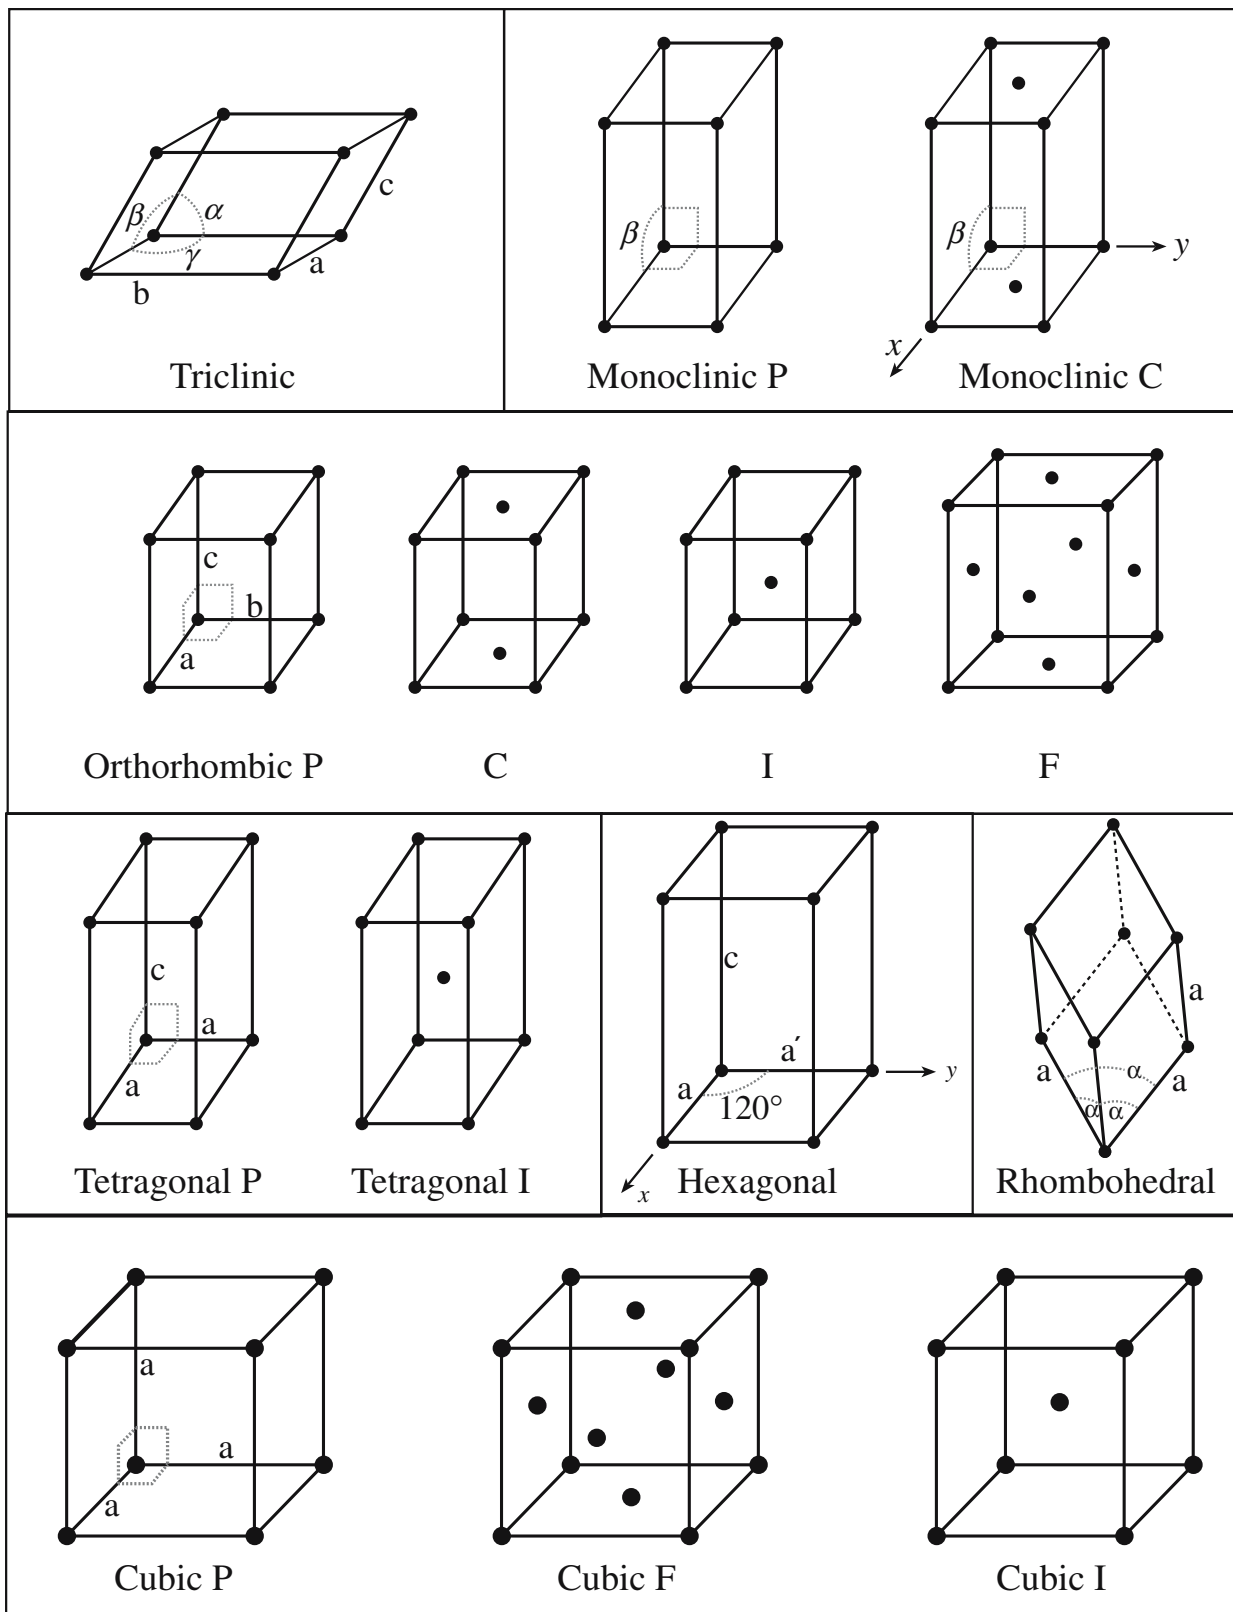 β α c
γ a
b
Triclinic
β
Monoclinic P
β y
x
Monoclinic C
c
b
a
Orthorhombic P C I F
c
a
a
Tetragonal P Tetragonal I
c
a′
a y
120°
x
Hexagonal
a
a α a
α α
Rhombohedral
a
a
a
Cubic P Cubic F Cubic I